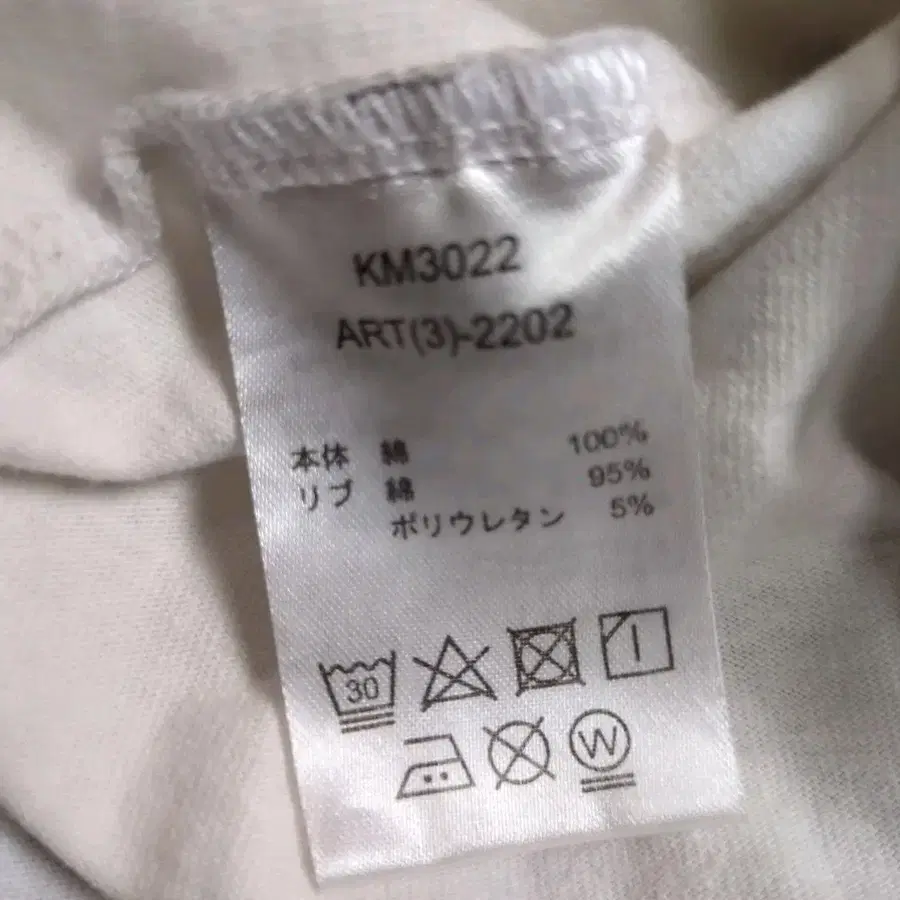 KM3022
ART(3)-2202
本体 綿 100%
リブ 綿 95%
ポリウレタン 5%
30
W